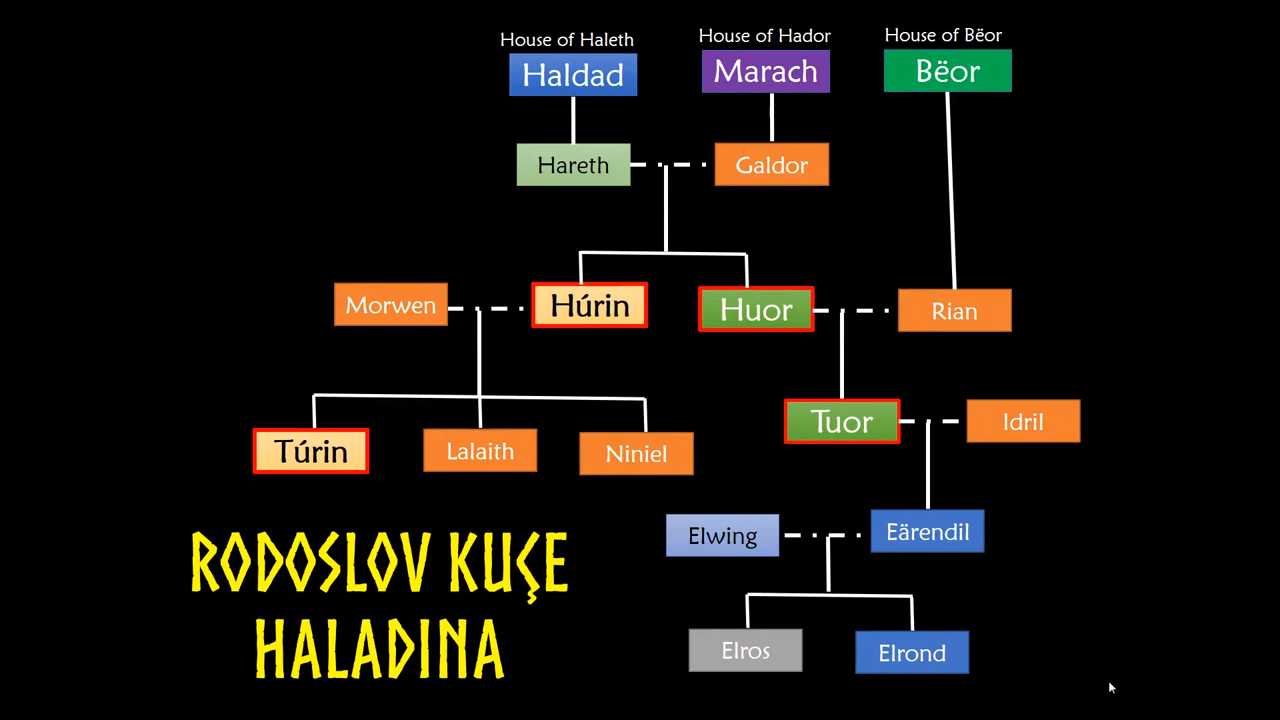 House of Haleth
House of Hador
House of Bëor
Haldad
Marach
Bëor
Hareth
Galdor
Morwen
Húrin
Huor
Rian
Túrin
Lalaith
Niniel
Tuor
Idril
Elwing
Eärendil
Elros
Elrond
RODOSLOV KUÇE
HALADINA